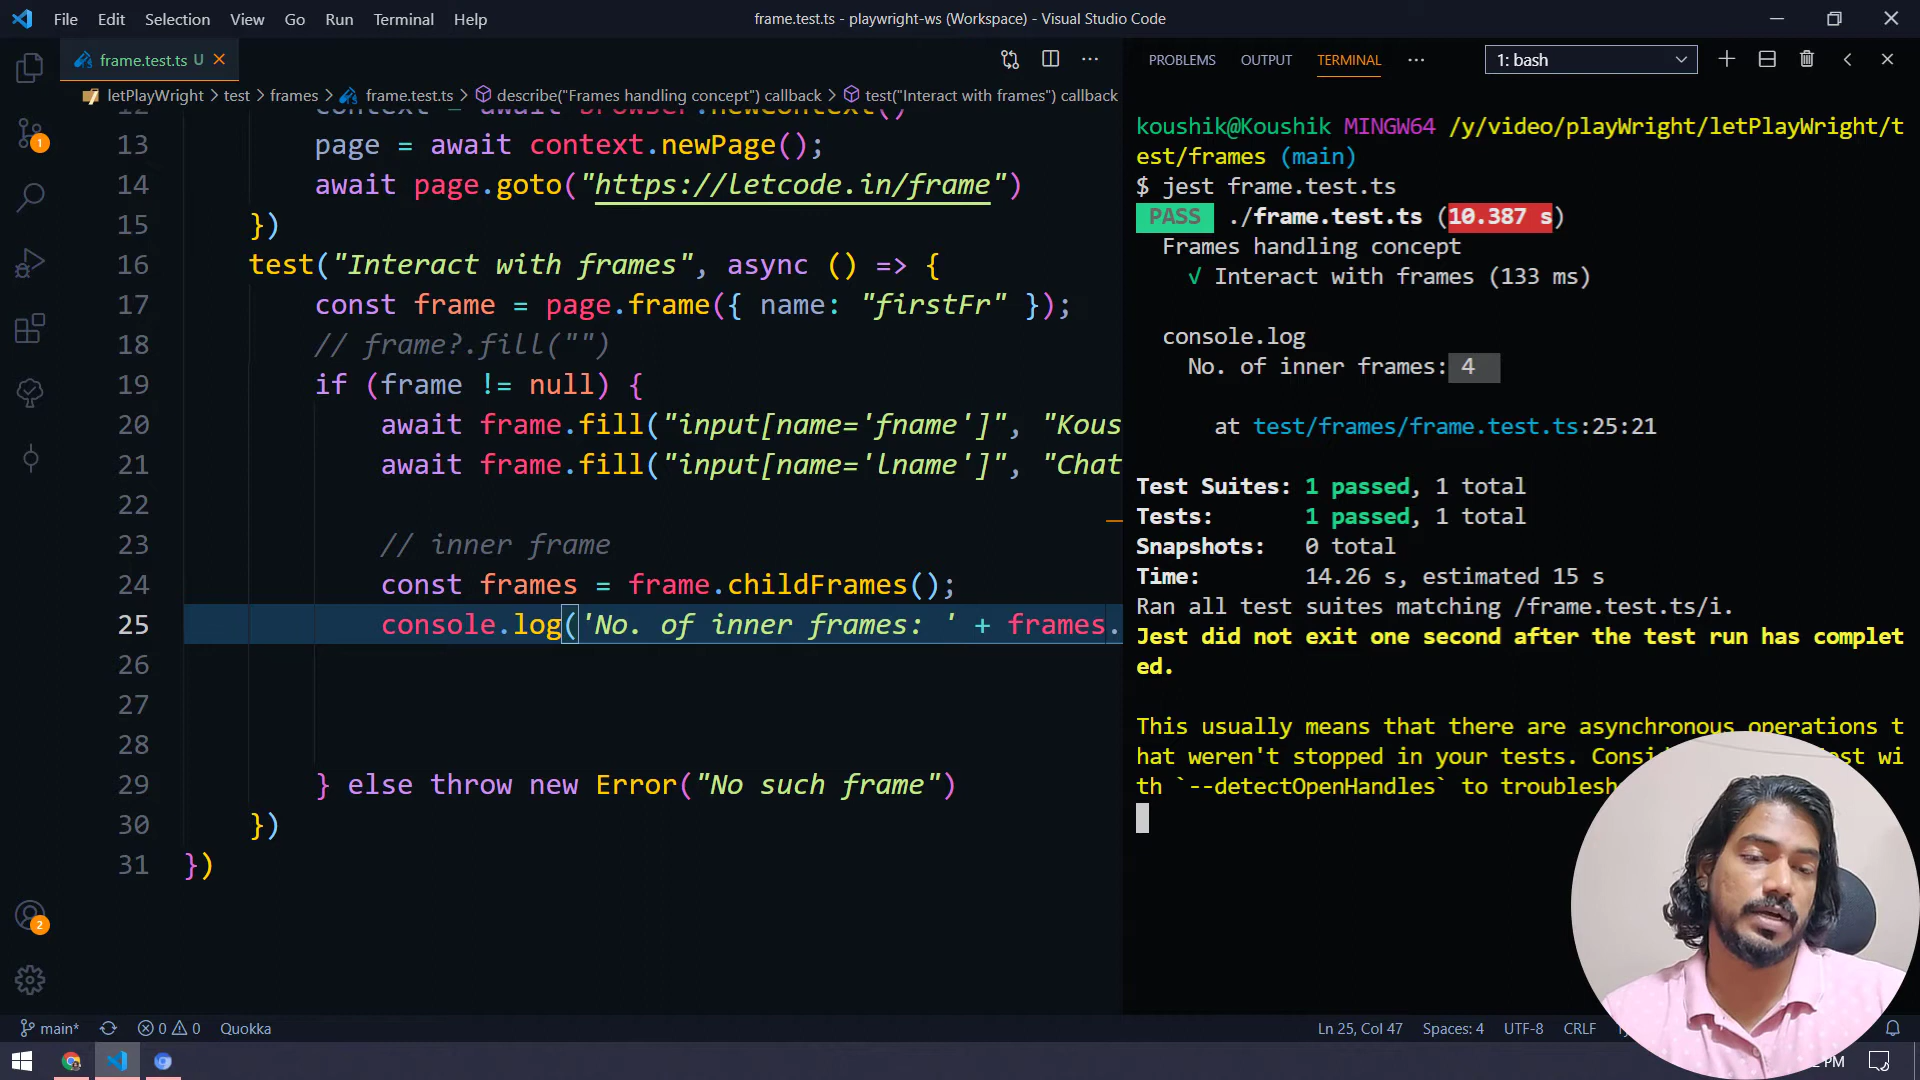 File Edit Selection View Go Run Terminal Help
frame.test.ts - playwright-ws (Workspace) - Visual Studio Code
frame.test.ts U
letPlayWright > test > frames > frame.test.ts > describe("Frames handling concept") callback > test("Interact with frames") callback
12 context = await browser.newContext()
13 page = await context.newPage();
14 await page.goto("https://letcode.in/frame")
15 })
16 test("Interact with frames", async () => {
17 const frame = page.frame({ name: "firstFr" });
18 // frame?.fill("")
19 if (frame != null) {
20 await frame.fill("input[name='fname']", "Kous
21 await frame.fill("input[name='lname']", "Chat
22
23 // inner frame
24 const frames = frame.childFrames();
25 console.log('No. of inner frames: ' + frames.
26
27
28
29 } else throw new Error("No such frame")
30 })
31 })
PROBLEMS OUTPUT TERMINAL ··· 1: bash
koushik@Koushik MINGW64 /y/video/playWright/letPlayWright/t
est/frames (main)
$ jest frame.test.ts
PASS ./frame.test.ts (10.387 s)
Frames handling concept
√ Interact with frames (133 ms)
console.log
No. of inner frames: 4
at test/frames/frame.test.ts:25:21
Test Suites: 1 passed, 1 total
Tests: 1 passed, 1 total
Snapshots: 0 total
Time: 14.26 s, estimated 15 s
Ran all test suites matching /frame.test.ts/i.
Jest did not exit one second after the test run has complet
ed.
This usually means that there are asynchronous operations t
hat weren't stopped in your tests. Consi est wi
th `--detectOpenHandles` to troublesh
1
2
main* 0 0 Quokka
Ln 25, Col 47 Spaces: 4 UTF-8 CRLF
PM